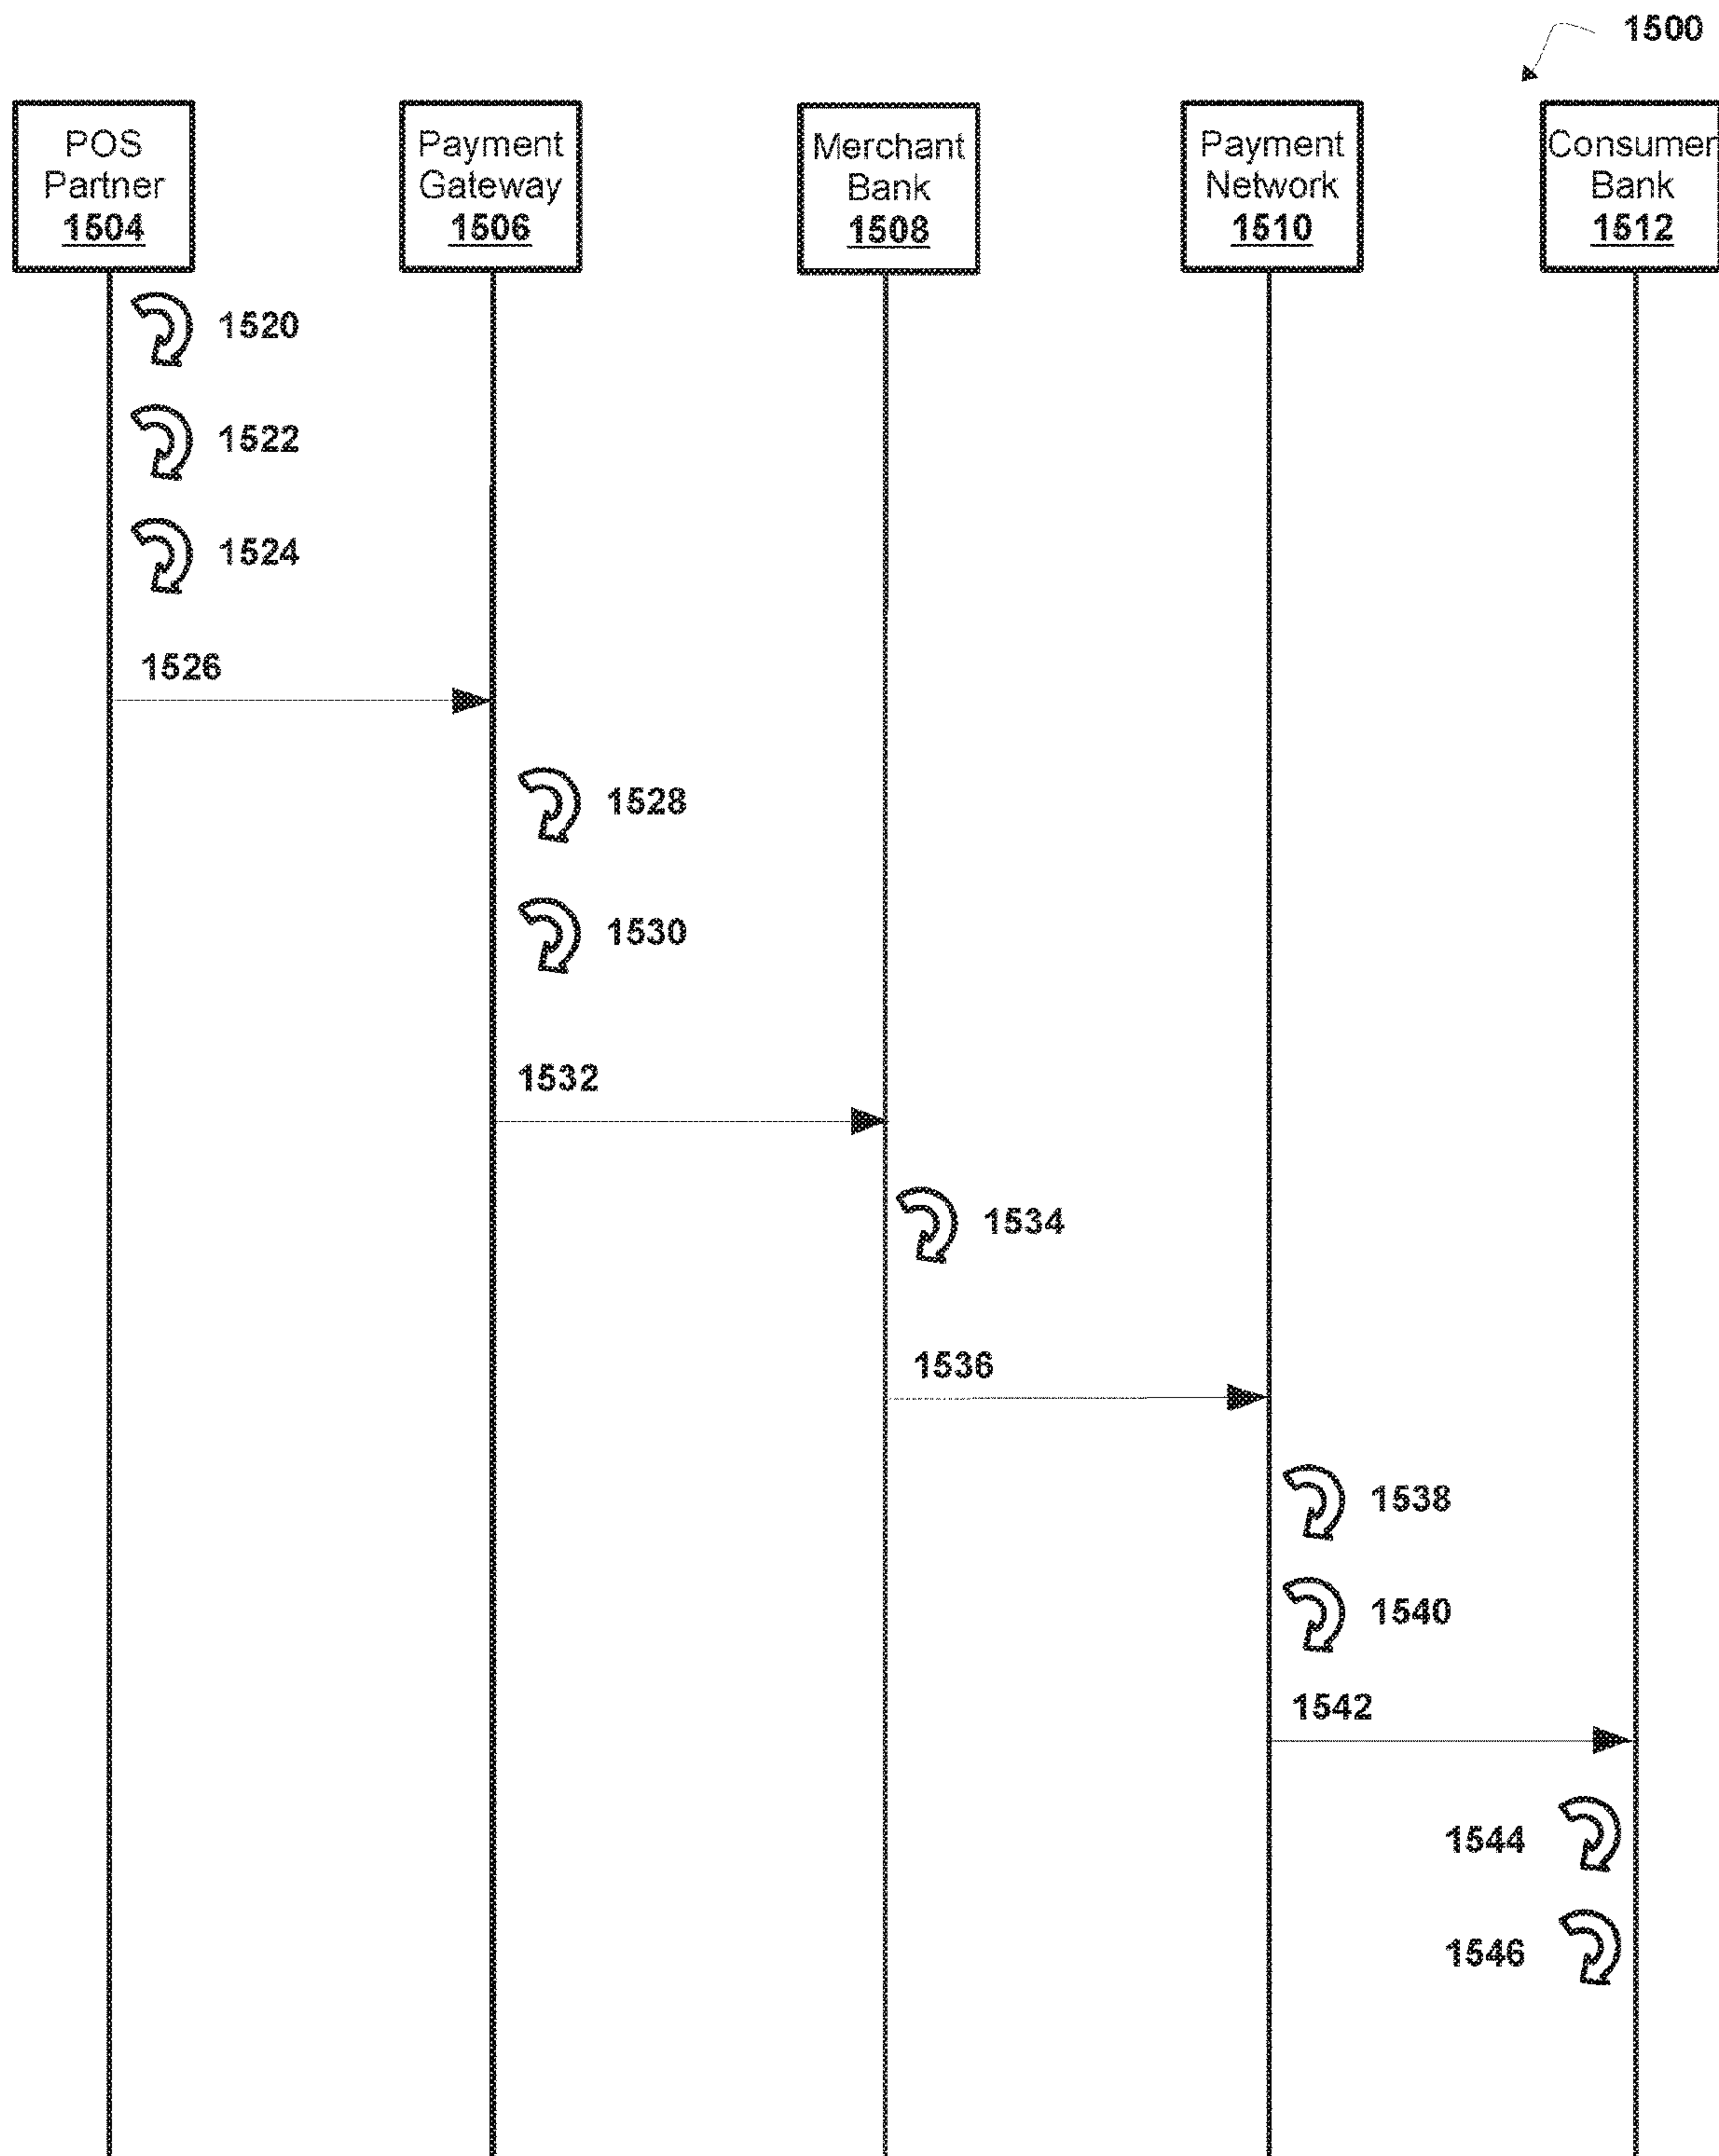 1500
POS
Partner
1504
Payment
Gateway
1506
Merchant
Bank
1508
Payment
Network
1510
Consumer
Bank
1512
1520
1522
1524
1526
1528
1530
1532
1534
1536
1538
1540
1542
1544
1546